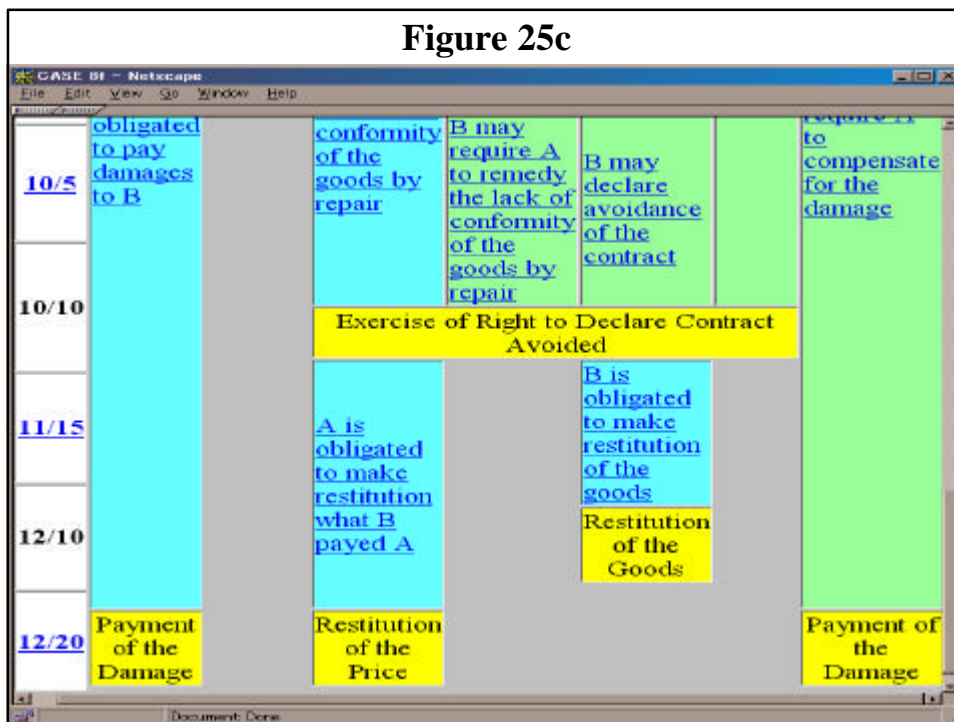 Figure 25c
CASE 8f - Netscape
File Edit View Go Window Help
10/5
10/10
11/15
12/10
12/20
obligated
to pay
damages
to B
Payment
of the
Damage
conformity
of the
goods by
repair
B may
require A
to remedy
the lack of
conformity
of the
goods by
repair
B may
declare
avoidance
of the
contract
require A
to
compensate
for the
damage
Exercise of Right to Declare Contract
Avoided
A is
obligated
to make
restitution
what B
payed A
Restitution
of the
Price
B is
obligated
to make
restitution
of the
goods
Restitution
of the
Goods
Payment of
the
Damage
Document: Done